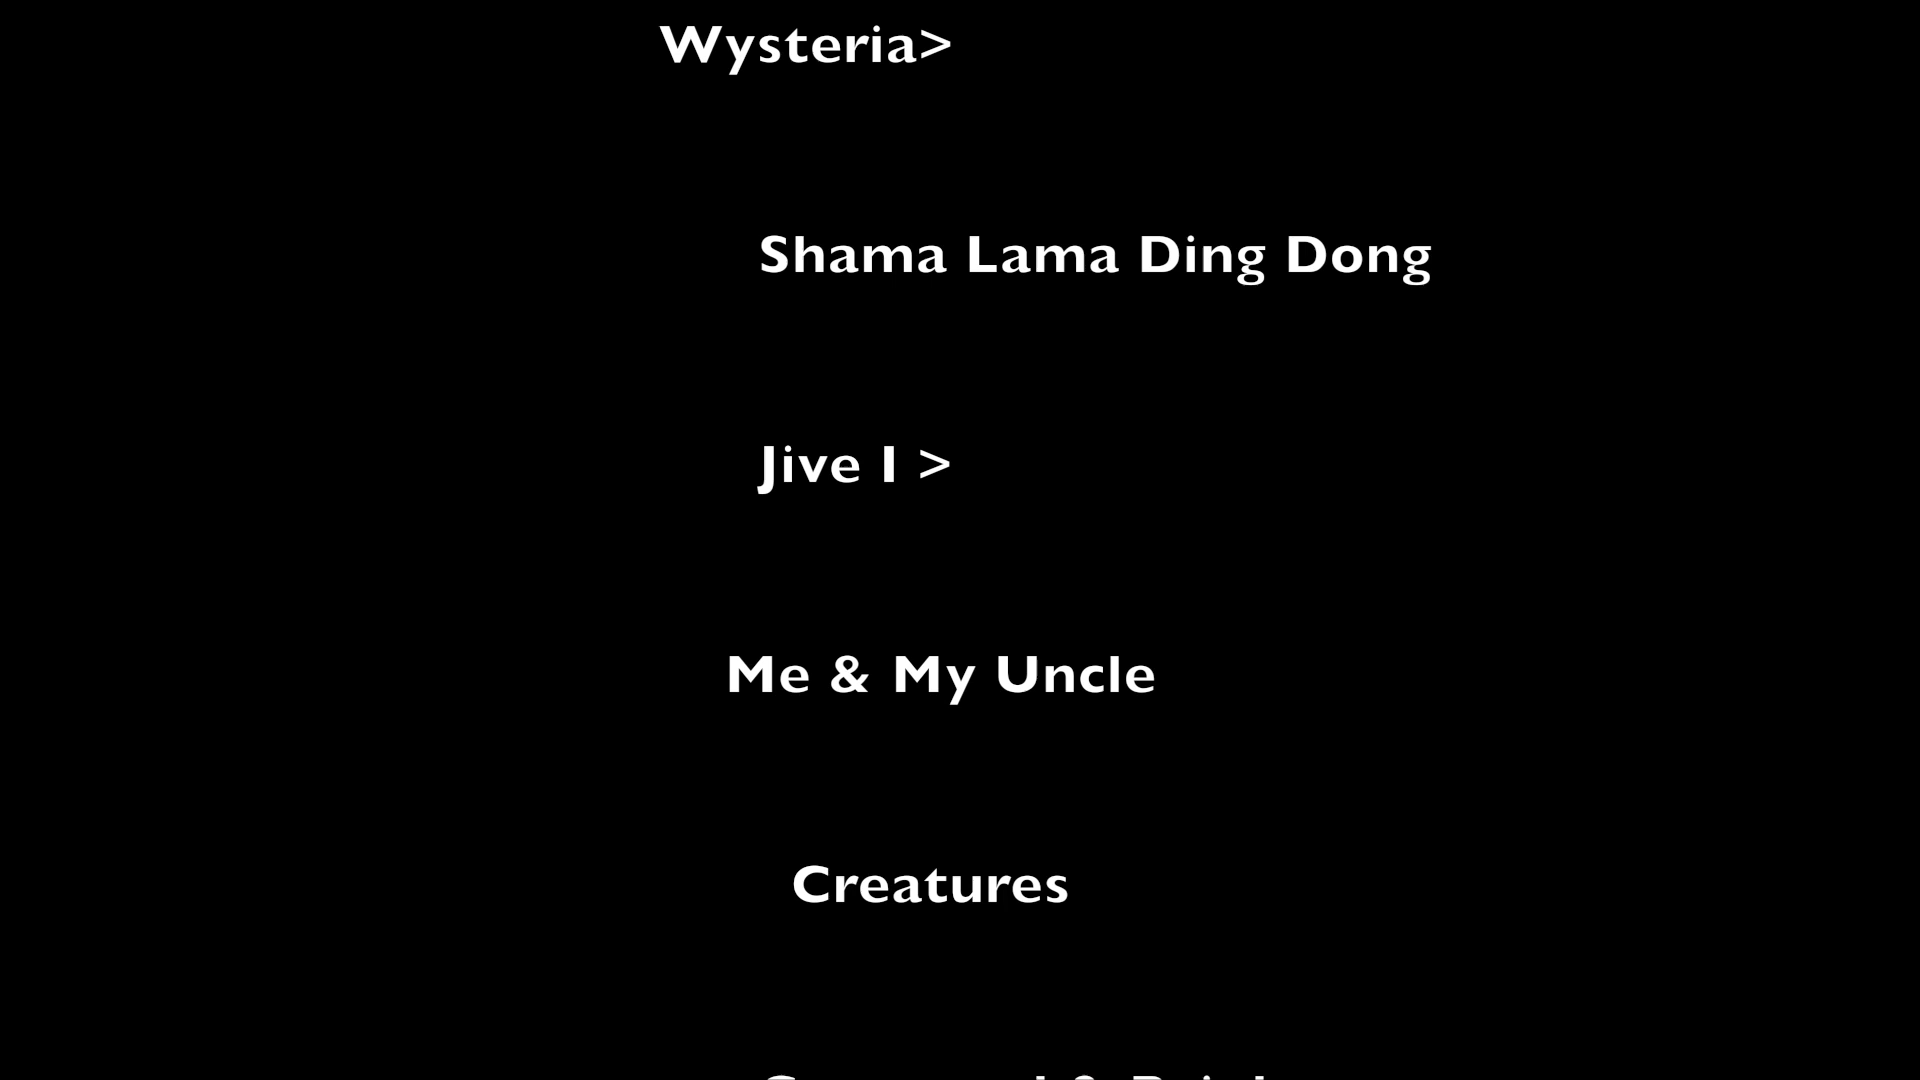 Wysteria>
Shama Lama Ding Dong
Jive I >
Me & My Uncle
Creatures